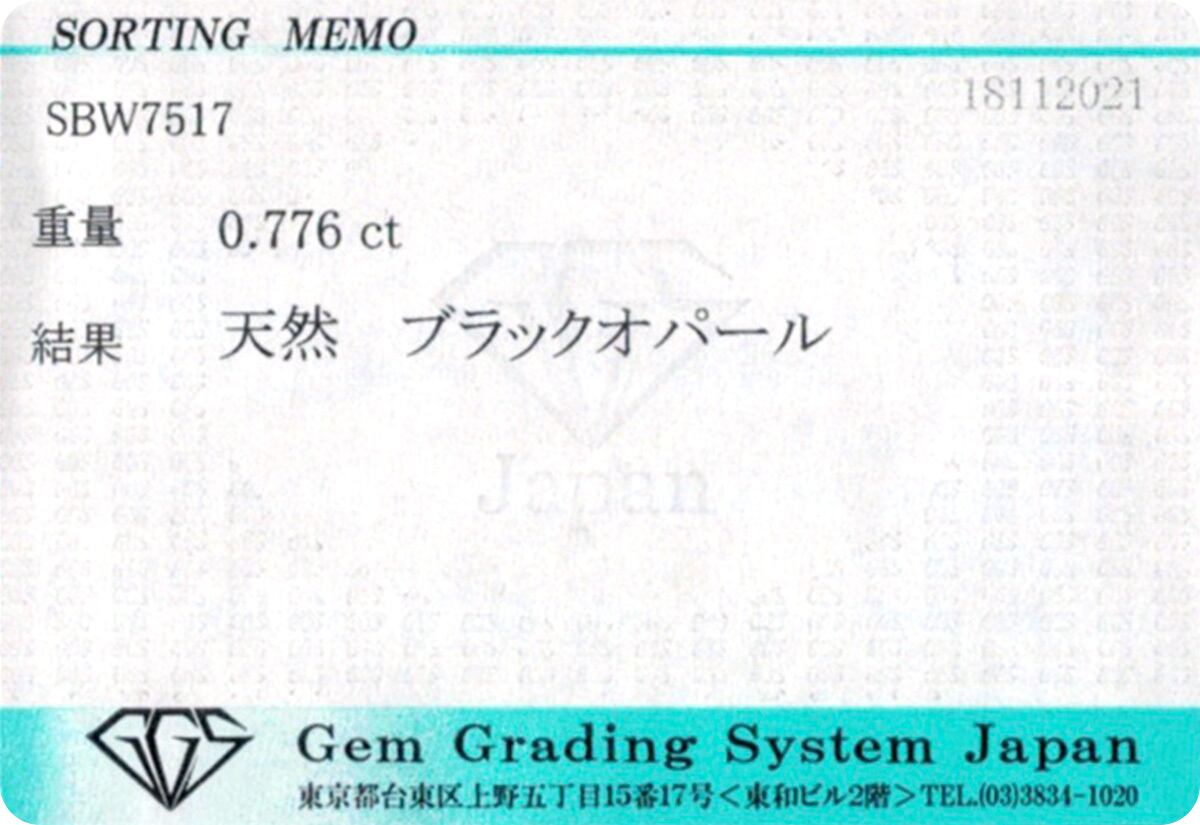 SORTING MEMO
18112021
SBW7517
重量 0.776 ct
結果 天然 ブラックオパール
Japan
GGS
Gem Grading System Japan
東京都台東区上野五丁目15番17号＜東和ビル2階＞TEL.(03)3834-1020